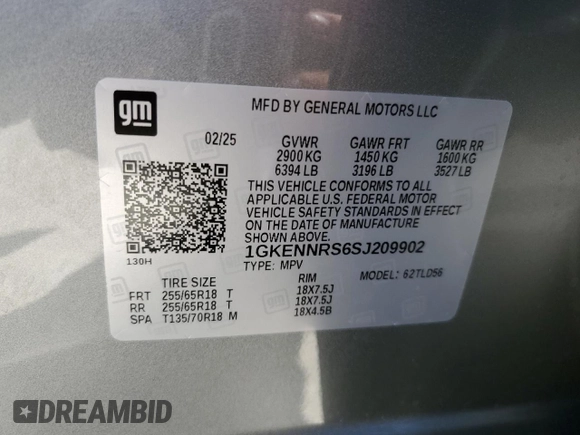 gm
MFD BY GENERAL MOTORS LLC
02/25 GVWR GAWR FRT GAWR RR
2900 KG 1450 KG 1600 KG
6394 LB 3196 LB 3527 LB
THIS VEHICLE CONFORMS TO ALL
APPLICABLE U.S. FEDERAL MOTOR
VEHICLE SAFETY STANDARDS IN EFFECT
ON THE DATE OF MANUFACTURE
SHOWN ABOVE.
130H 1GKENNRS6SJ209902
TYPE: MPV MODEL: 62TLD56
TIRE SIZE RIM
FRT 255/65R18 T 18X7.5J
RR 255/65R18 T 18X7.5J
SPA T135/70R18 M 18X4.5B
DREAMBID